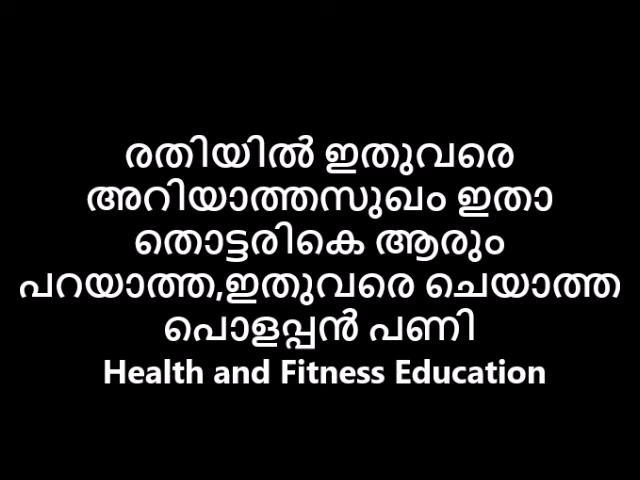 രതിയിൽ ഇതുവരെ
അറിയാത്തസുഖം ഇതാ
തൊട്ടരികെ ആരും
പറയാത്ത,ഇതുവരെ ചെയാത്ത
പൊളപ്പൻ പണി
Health and Fitness Education